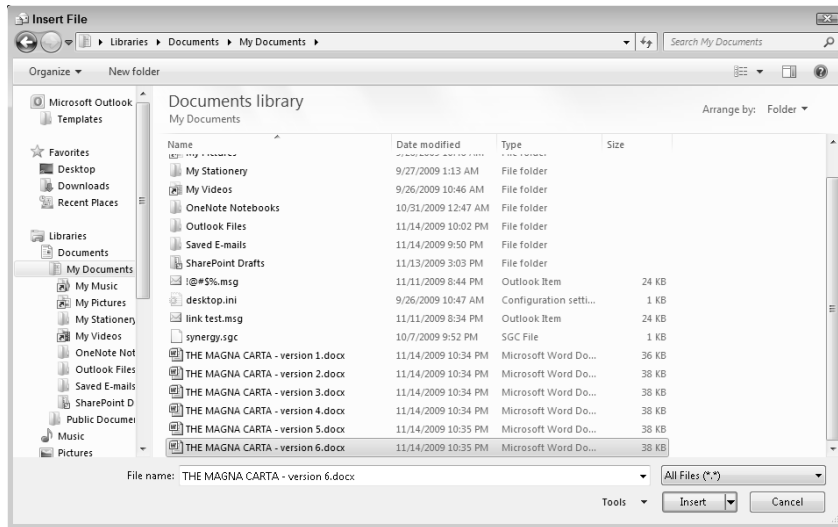 Insert File
Libraries Documents My Documents Search My Documents
Organize New folder
Microsoft Outlook
Templates
Favorites
Desktop
Downloads
Recent Places
Libraries
Documents
My Documents
My Music
My Pictures
My Stationery
My Videos
OneNote Not
Outlook Files
Saved E-mails
SharePoint D
Public Documen
Music
Pictures
Documents library
My Documents
Arrange by: Folder
Name Date modified Type Size
My Pictures 9/26/2009 10:46 AM File folder
My Stationery 9/27/2009 1:13 AM File folder
My Videos 9/26/2009 10:46 AM File folder
OneNote Notebooks 10/31/2009 12:47 AM File folder
Outlook Files 11/14/2009 10:02 PM File folder
Saved E-mails 11/14/2009 9:50 PM File folder
SharePoint Drafts 11/13/2009 3:03 PM File folder
!@#$%.msg 11/11/2009 8:44 PM Outlook Item 24 KB
desktop.ini 9/26/2009 10:47 AM Configuration setti... 1 KB
link test.msg 11/11/2009 8:34 PM Outlook Item 24 KB
synergy.sgc 10/7/2009 9:52 PM SGC File 1 KB
THE MAGNA CARTA - version 1.docx 11/14/2009 10:34 PM Microsoft Word Do... 36 KB
THE MAGNA CARTA - version 2.docx 11/14/2009 10:34 PM Microsoft Word Do... 38 KB
THE MAGNA CARTA - version 3.docx 11/14/2009 10:34 PM Microsoft Word Do... 38 KB
THE MAGNA CARTA - version 4.docx 11/14/2009 10:34 PM Microsoft Word Do... 38 KB
THE MAGNA CARTA - version 5.docx 11/14/2009 10:35 PM Microsoft Word Do... 38 KB
THE MAGNA CARTA - version 6.docx 11/14/2009 10:35 PM Microsoft Word Do... 38 KB
File name: THE MAGNA CARTA - version 6.docx All Files (*.*)
Tools Insert Cancel